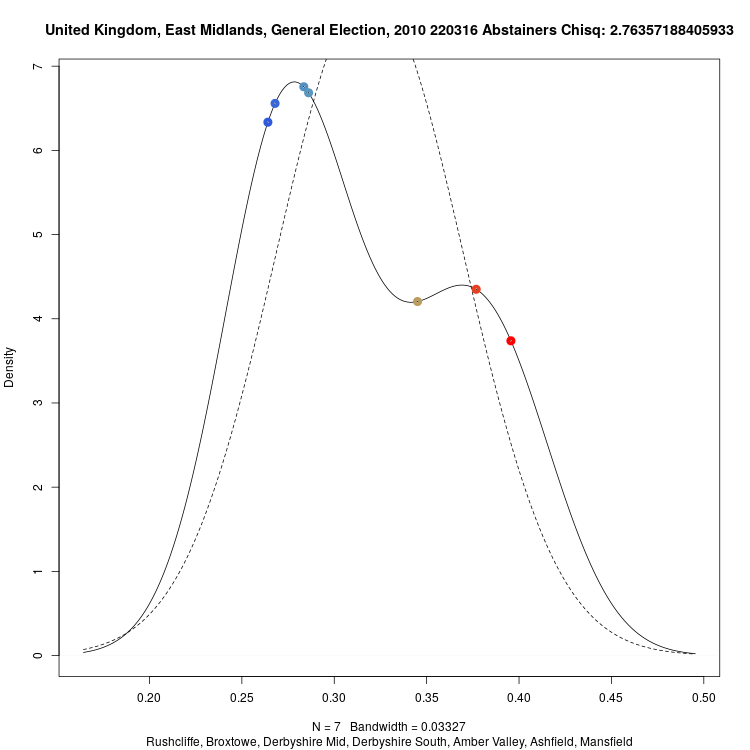 United Kingdom, East Midlands, General Election, 2010 220316 Abstainers Chisq: 2.76357188405933
Density
7
6
5
4
3
2
1
0
0.20 0.25 0.30 0.35 0.40 0.45 0.50
N = 7 Bandwidth = 0.03327
Rushcliffe, Broxtowe, Derbyshire Mid, Derbyshire South, Amber Valley, Ashfield, Mansfield